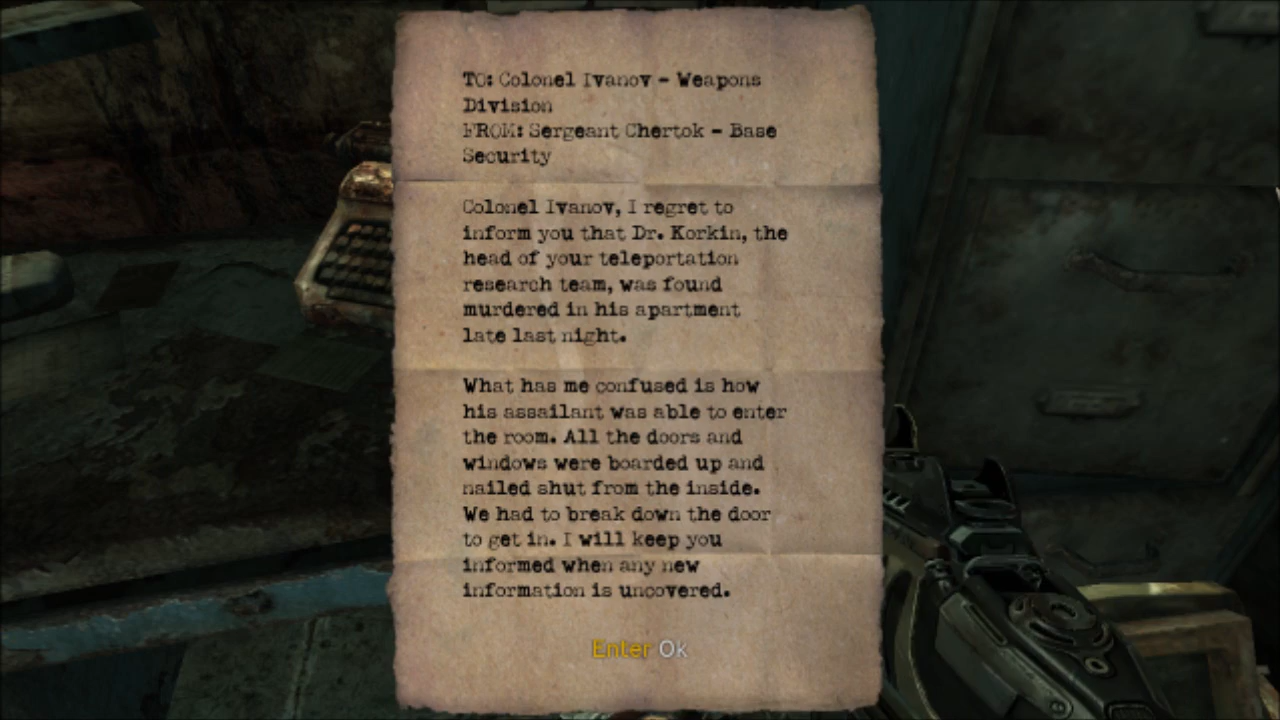 TO: Colonel Ivanov - Weapons
Division
FROM: Sergeant Chertok - Base
Security
Colonel Ivanov, I regret to
inform you that Dr. Korkin, the
head of your teleportation
research team, was found
murdered in his apartment
late last night.
What has me confused is how
his assailant was able to enter
the room. All the doors and
windows were boarded up and
nailed shut from the inside.
We had to break down the door
to get in. I will keep you
informed when any new
information is uncovered.
Enter Ok